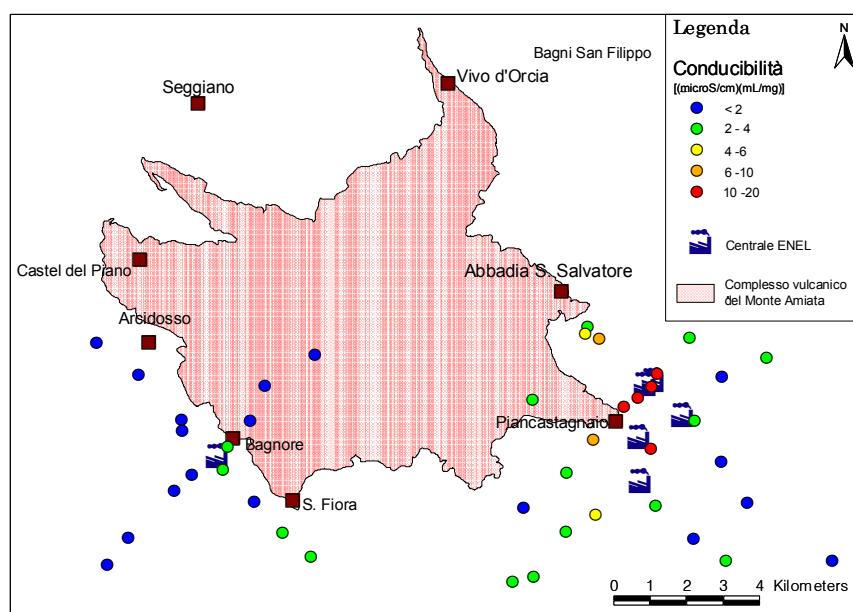 Legenda
N
Bagni San Filippo
Vivo d'Orcia
Seggiano
Conducibilità
[(microS/cm)(mL/mg)]
< 2
2 - 4
4 -6
6 -10
10 -20
Centrale ENEL
Complesso vulcanico
del Monte Amiata
Castel del Piano
Abbadia S. Salvatore
Arcidosso
Piancastagnaio
Bagnore
S. Fiora
0 1 2 3 4 Kilometers